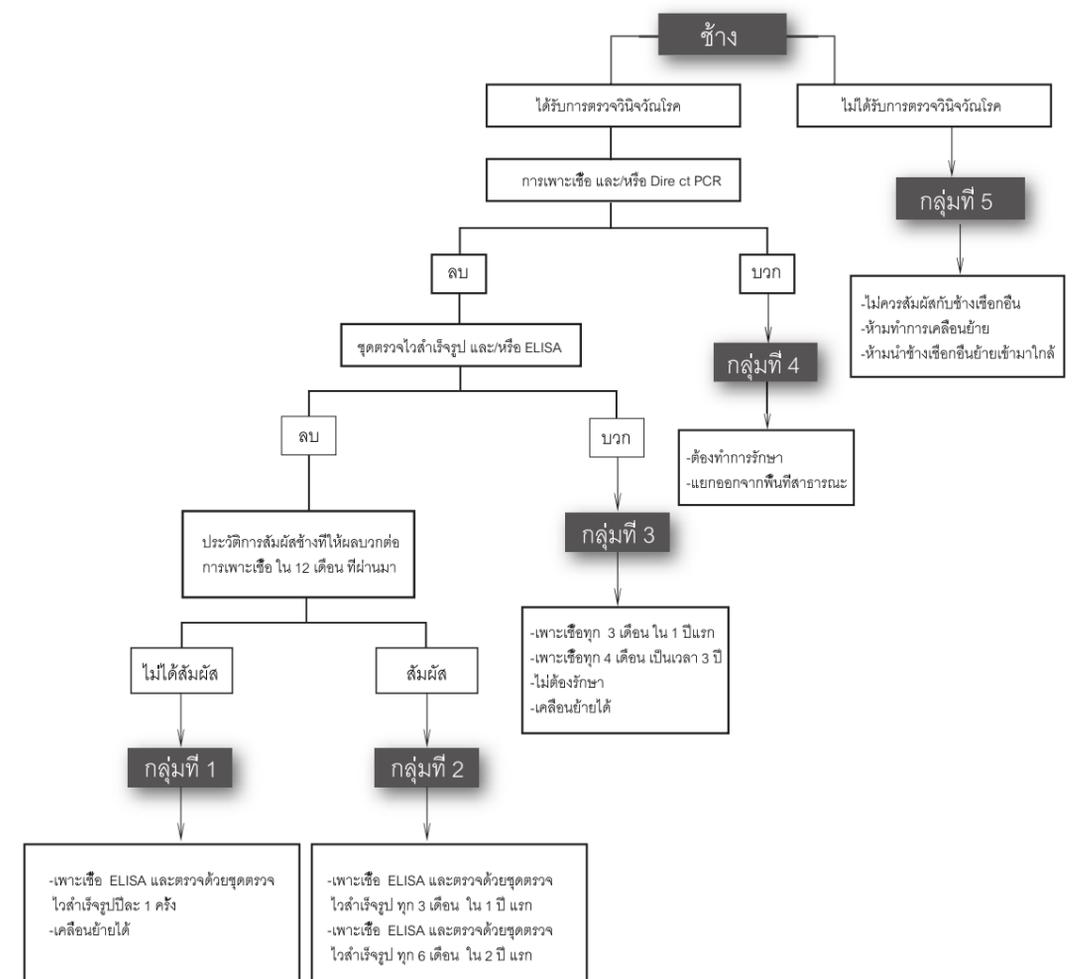 ช้าง
ได้รับการตรวจวินิจวัณโรค
ไม่ได้รับการตรวจวินิจวัณโรค
การเพาะเชื้อ และ/หรือ Dire ct PCR
กลุ่มที่ 5
ลบ
บวก
-ไม่ควรสัมผัสกับช้างเชือกอื่น
-ห้ามทำการเคลื่อนย้าย
-ห้ามนำช้างเชือกอื่นย้ายเข้ามาใกล้
ชุดตรวจไวสำเร็จรูป และ/หรือ ELISA
กลุ่มที่ 4
ลบ
บวก
-ต้องทำการรักษา
-แยกออกจากพื้นที่สาธารณะ
ประวัติการสัมผัสช้างที่ให้ผลบวกต่อ
การเพาะเชื้อ ใน 12 เดือน ที่ผ่านมา
กลุ่มที่ 3
-เพาะเชื้อทุก 3 เดือน ใน 1 ปีแรก
-เพาะเชื้อทุก 4 เดือน เป็นเวลา 3 ปี
-ไม่ต้องรักษา
-เคลื่อนย้ายได้
ไม่ได้สัมผัส
สัมผัส
กลุ่มที่ 1
กลุ่มที่ 2
-เพาะเชื้อ ELISA และตรวจด้วยชุดตรวจ
ไวสำเร็จรูปปีละ 1 ครั้ง
-เคลื่อนย้ายได้
-เพาะเชื้อ ELISA และตรวจด้วยชุดตรวจ
ไวสำเร็จรูป ทุก 3 เดือน ใน 1 ปี แรก
-เพาะเชื้อ ELISA และตรวจด้วยชุดตรวจ
ไวสำเร็จรูป ทุก 6 เดือน ใน 2 ปี แรก